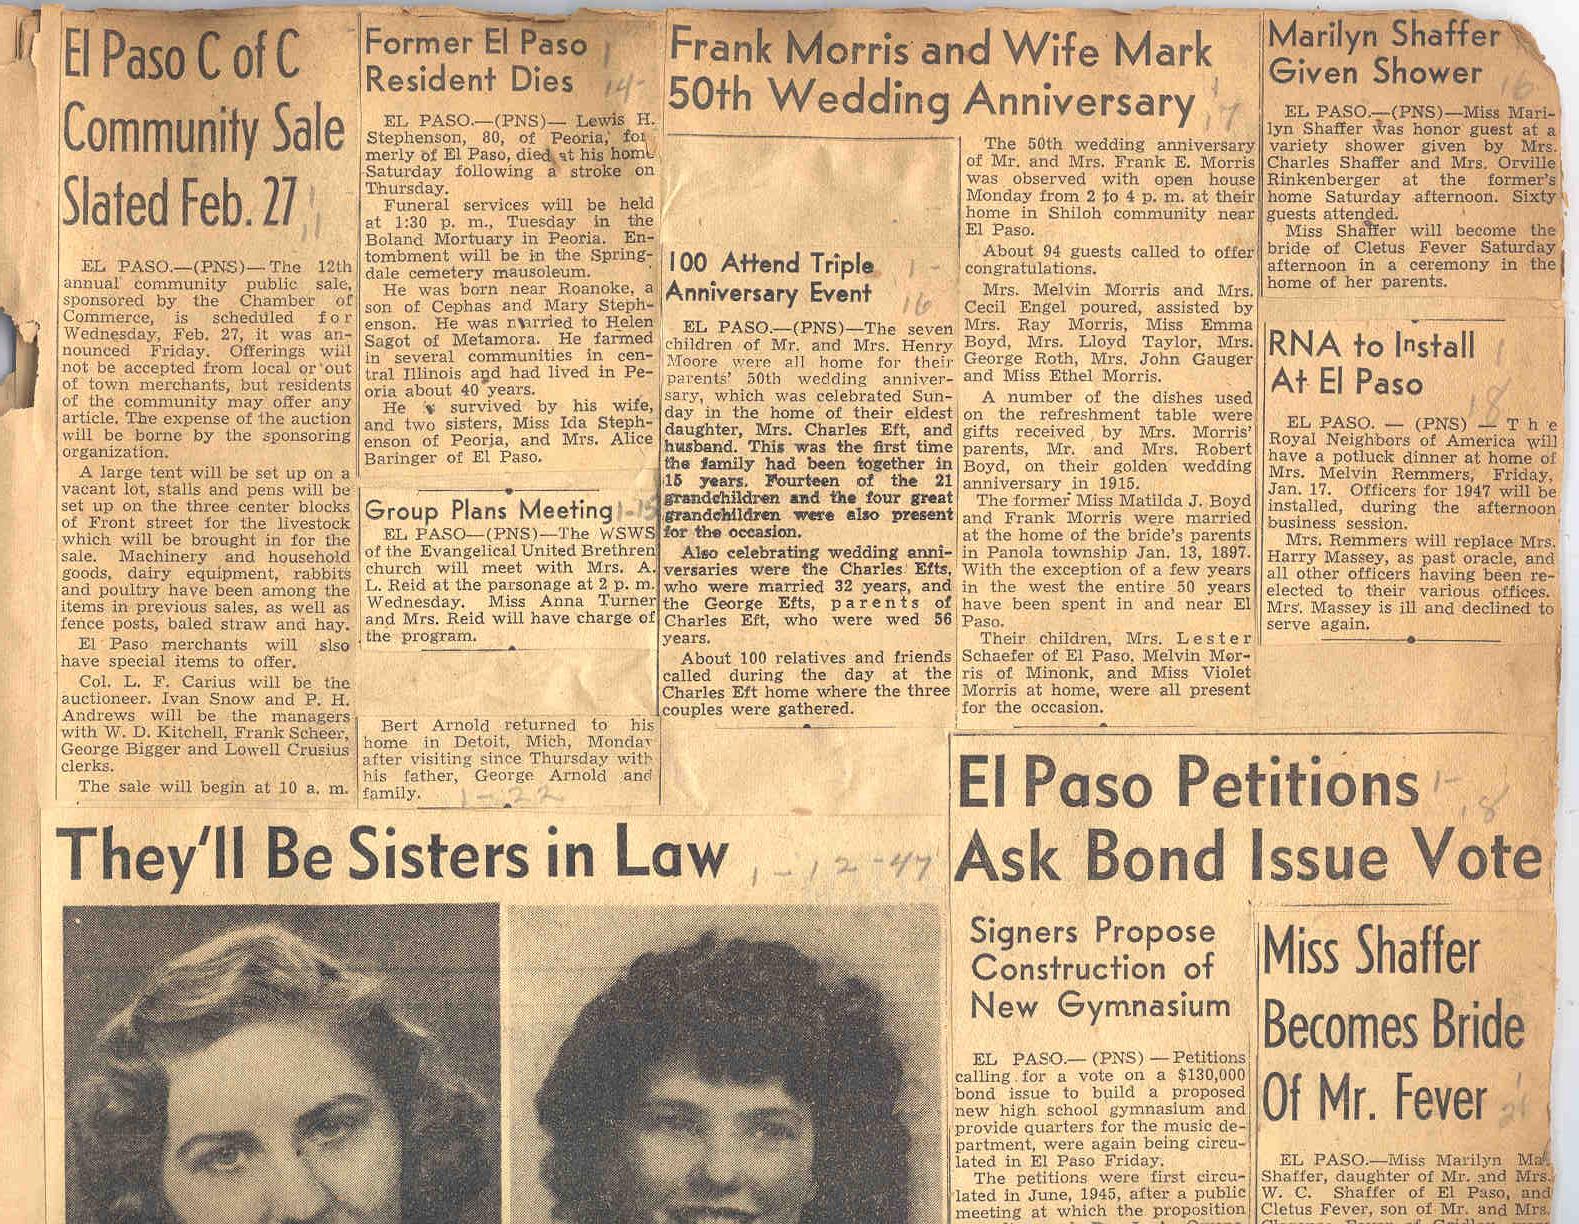 El Paso C of C
Community Sale
Slated Feb. 27
11
EL PASO.—(PNS)—The 12th
annual community public sale,
sponsored by the Chamber of
Commerce, is scheduled for
Wednesday, Feb. 27, it was an-
nounced Friday. Offerings will
not be accepted from local or out
of town merchants, but residents
of the community may offer any
article. The expense of the auction
will be borne by the sponsoring
organization.
A large tent will be set up on a
vacant lot, stalls and pens will be
set up on the three center blocks
of Front street for the livestock
which will be brought in for the
sale. Machinery and household
goods, dairy equipment, rabbits
and poultry have been among the
items in previous sales, as well as
fence posts, baled straw and hay.
El Paso merchants will slso
have special items to offer.
Col. L. F. Carius will be the
auctioneer. Ivan Snow and P. H.
Andrews will be the managers
with W. D. Kitchell, Frank Scheer,
George Bigger and Lowell Crusius
clerks.
The sale will begin at 10 a. m.
Former El Paso
Resident Dies
1
14-
EL PASO.—(PNS)— Lewis H.
Stephenson, 80, of Peoria, for
merly of El Paso, died at his home
Saturday following a stroke on
Thursday.
Funeral services will be held
at 1:30 p. m., Tuesday in the
Boland Mortuary in Peoria. En-
tombment will be in the Spring-
dale cemetery mausoleum.
He was born near Roanoke, a
son of Cephas and Mary Steph-
enson. He was married to Helen
Sagot of Metamora. He farmed
in several communities in cen-
tral Illinois and had lived in Pe-
oria about 40 years.
He survived by his wife,
and two sisters, Miss Ida Steph-
enson of Peoria, and Mrs. Alice
Baringer of El Paso.
Group Plans Meeting
1-15
EL PASO—(PNS)—The WSWS
of the Evangelical United Brethren
church will meet with Mrs. A.
L. Reid at the parsonage at 2 p. m.
Wednesday. Miss Anna Turner
and Mrs. Reid will have charge of
the program.
Bert Arnold returned to his
home in Detoit, Mich, Monday
after visiting since Thursday with
his father, George Arnold and
family.
1-22
Frank Morris and Wife Mark
50th Wedding Anniversary
1
17
100 Attend Triple
Anniversary Event
1-
16
EL PASO.—(PNS)—The seven
children of Mr. and Mrs. Henry
Moore were all home for their
parents' 50th wedding anniver-
sary, which was celebrated Sun-
day in the home of their eldest
daughter, Mrs. Charles Eft, and
husband. This was the first time
the family had been together in
15 years. Fourteen of the 21
grandchildren and the four great
grandchildren were also present
for the occasion.
Also celebrating wedding anni-
versaries were the Charles Efts,
who were married 32 years, and
the George Efts, parents of
Charles Eft, who were wed 56
years.
About 100 relatives and friends
called during the day at the
Charles Eft home where the three
couples were gathered.
The 50th wedding anniversary
of Mr. and Mrs. Frank E. Morris
was observed with open house
Monday from 2 to 4 p. m. at their
home in Shiloh community near
El Paso.
About 94 guests called to offer
congratulations.
Mrs. Melvin Morris and Mrs.
Cecil Engel poured, assisted by
Mrs. Ray Morris, Miss Emma
Boyd, Mrs. Lloyd Taylor, Mrs.
George Roth, Mrs. John Gauger
and Miss Ethel Morris.
A number of the dishes used
on the refreshment table were
gifts received by Mrs. Morris'
parents, Mr. and Mrs. Robert
Boyd, on their golden wedding
anniversary in 1915.
The former Miss Matilda J. Boyd
and Frank Morris were married
at the home of the bride's parents
in Panola township Jan. 13, 1897.
With the exception of a few years
in the west the entire 50 years
have been spent in and near El
Paso.
Their children, Mrs. Lester
Schaefer of El Paso, Melvin Mor-
ris of Minonk, and Miss Violet
Morris at home, were all present
for the occasion.
Marilyn Shaffer
Given Shower
16
EL PASO.—(PNS)—Miss Mari-
lyn Shaffer was honor guest at a
variety shower given by Mrs.
Charles Shaffer and Mrs. Orville
Rinkenberger at the former's
home Saturday afternoon. Sixty
guests attended.
Miss Shaffer will become the
bride of Cletus Fever Saturday
afternoon in a ceremony in the
home of her parents.
RNA to Install
At El Paso
1
18
EL PASO. — (PNS) — The
Royal Neighbors of America will
have a potluck dinner at home of
Mrs. Melvin Remmers, Friday,
Jan. 17. Officers for 1947 will be
installed, during the afternoon
business session.
Mrs. Remmers will replace Mrs.
Harry Massey, as past oracle, and
all other officers having been re-
elected to their various offices.
Mrs. Massey is ill and declined to
serve again.
They'll Be Sisters in Law
1-12-47
El Paso Petitions
Ask Bond Issue Vote
1-
18
Signers Propose
Construction of
New Gymnasium
EL PASO.— (PNS) — Petitions
calling for a vote on a $130,000
bond issue to build a proposed
new high school gymnasium and
provide quarters for the music de-
partment, were again being circu-
lated in El Paso Friday.
The petitions were first circu-
lated in June, 1945, after a public
meeting at which the proposition
Miss Shaffer
Becomes Bride
Of Mr. Fever
EL PASO.—Miss Marilyn
Shaffer, daughter of Mr. and Mrs.
W. C. Shaffer of El Paso, and
Cletus Fever, son of Mr. and Mrs.